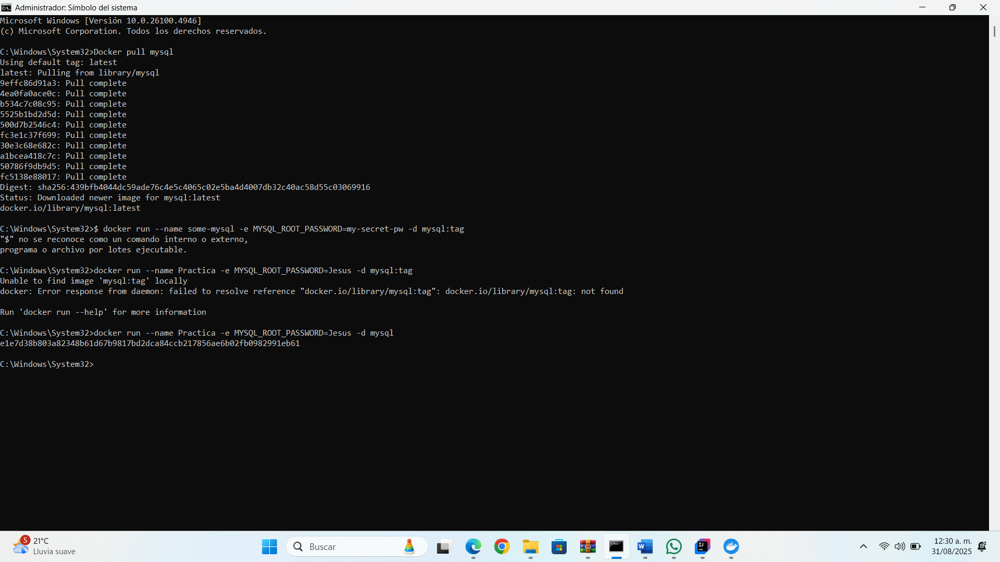 Administrador: Símbolo del sistema
Microsoft Windows [Versión 10.0.26100.4946]
(c) Microsoft Corporation. Todos los derechos reservados.
C:\Windows\System32>Docker pull mysql
Using default tag: latest
latest: Pulling from library/mysql
9effc86d91a3: Pull complete
4ea0fa0ace0c: Pull complete
b534c7c08c95: Pull complete
5525b1bd2d5d: Pull complete
500d7b2546c4: Pull complete
fc3e1c37f699: Pull complete
30e3c68e682c: Pull complete
a1bcea418c7c: Pull complete
50786f9db9d5: Pull complete
fc5138e88017: Pull complete
Digest: sha256:439bfb4044dc59ade76c4e5c4065c02e5ba4d4007db32c40ac58d55c03069916
Status: Downloaded newer image for mysql:latest
docker.io/library/mysql:latest
C:\Windows\System32>$ docker run --name some-mysql -e MYSQL_ROOT_PASSWORD=my-secret-pw -d mysql:tag
"$" no se reconoce como un comando interno o externo,
programa o archivo por lotes ejecutable.
C:\Windows\System32>docker run --name Practica -e MYSQL_ROOT_PASSWORD=Jesus -d mysql:tag
Unable to find image 'mysql:tag' locally
docker: Error response from daemon: failed to resolve reference "docker.io/library/mysql:tag": docker.io/library/mysql:tag: not found
Run 'docker run --help' for more information
C:\Windows\System32>docker run --name Practica -e MYSQL_ROOT_PASSWORD=Jesus -d mysql
e1e7d38b803a82348b61d67b9817bd2dca84ccb217856ae6b02fb0982991eb61
C:\Windows\System32>
5
21°C
Lluvia suave
Buscar
12:30 a. m.
31/08/2025